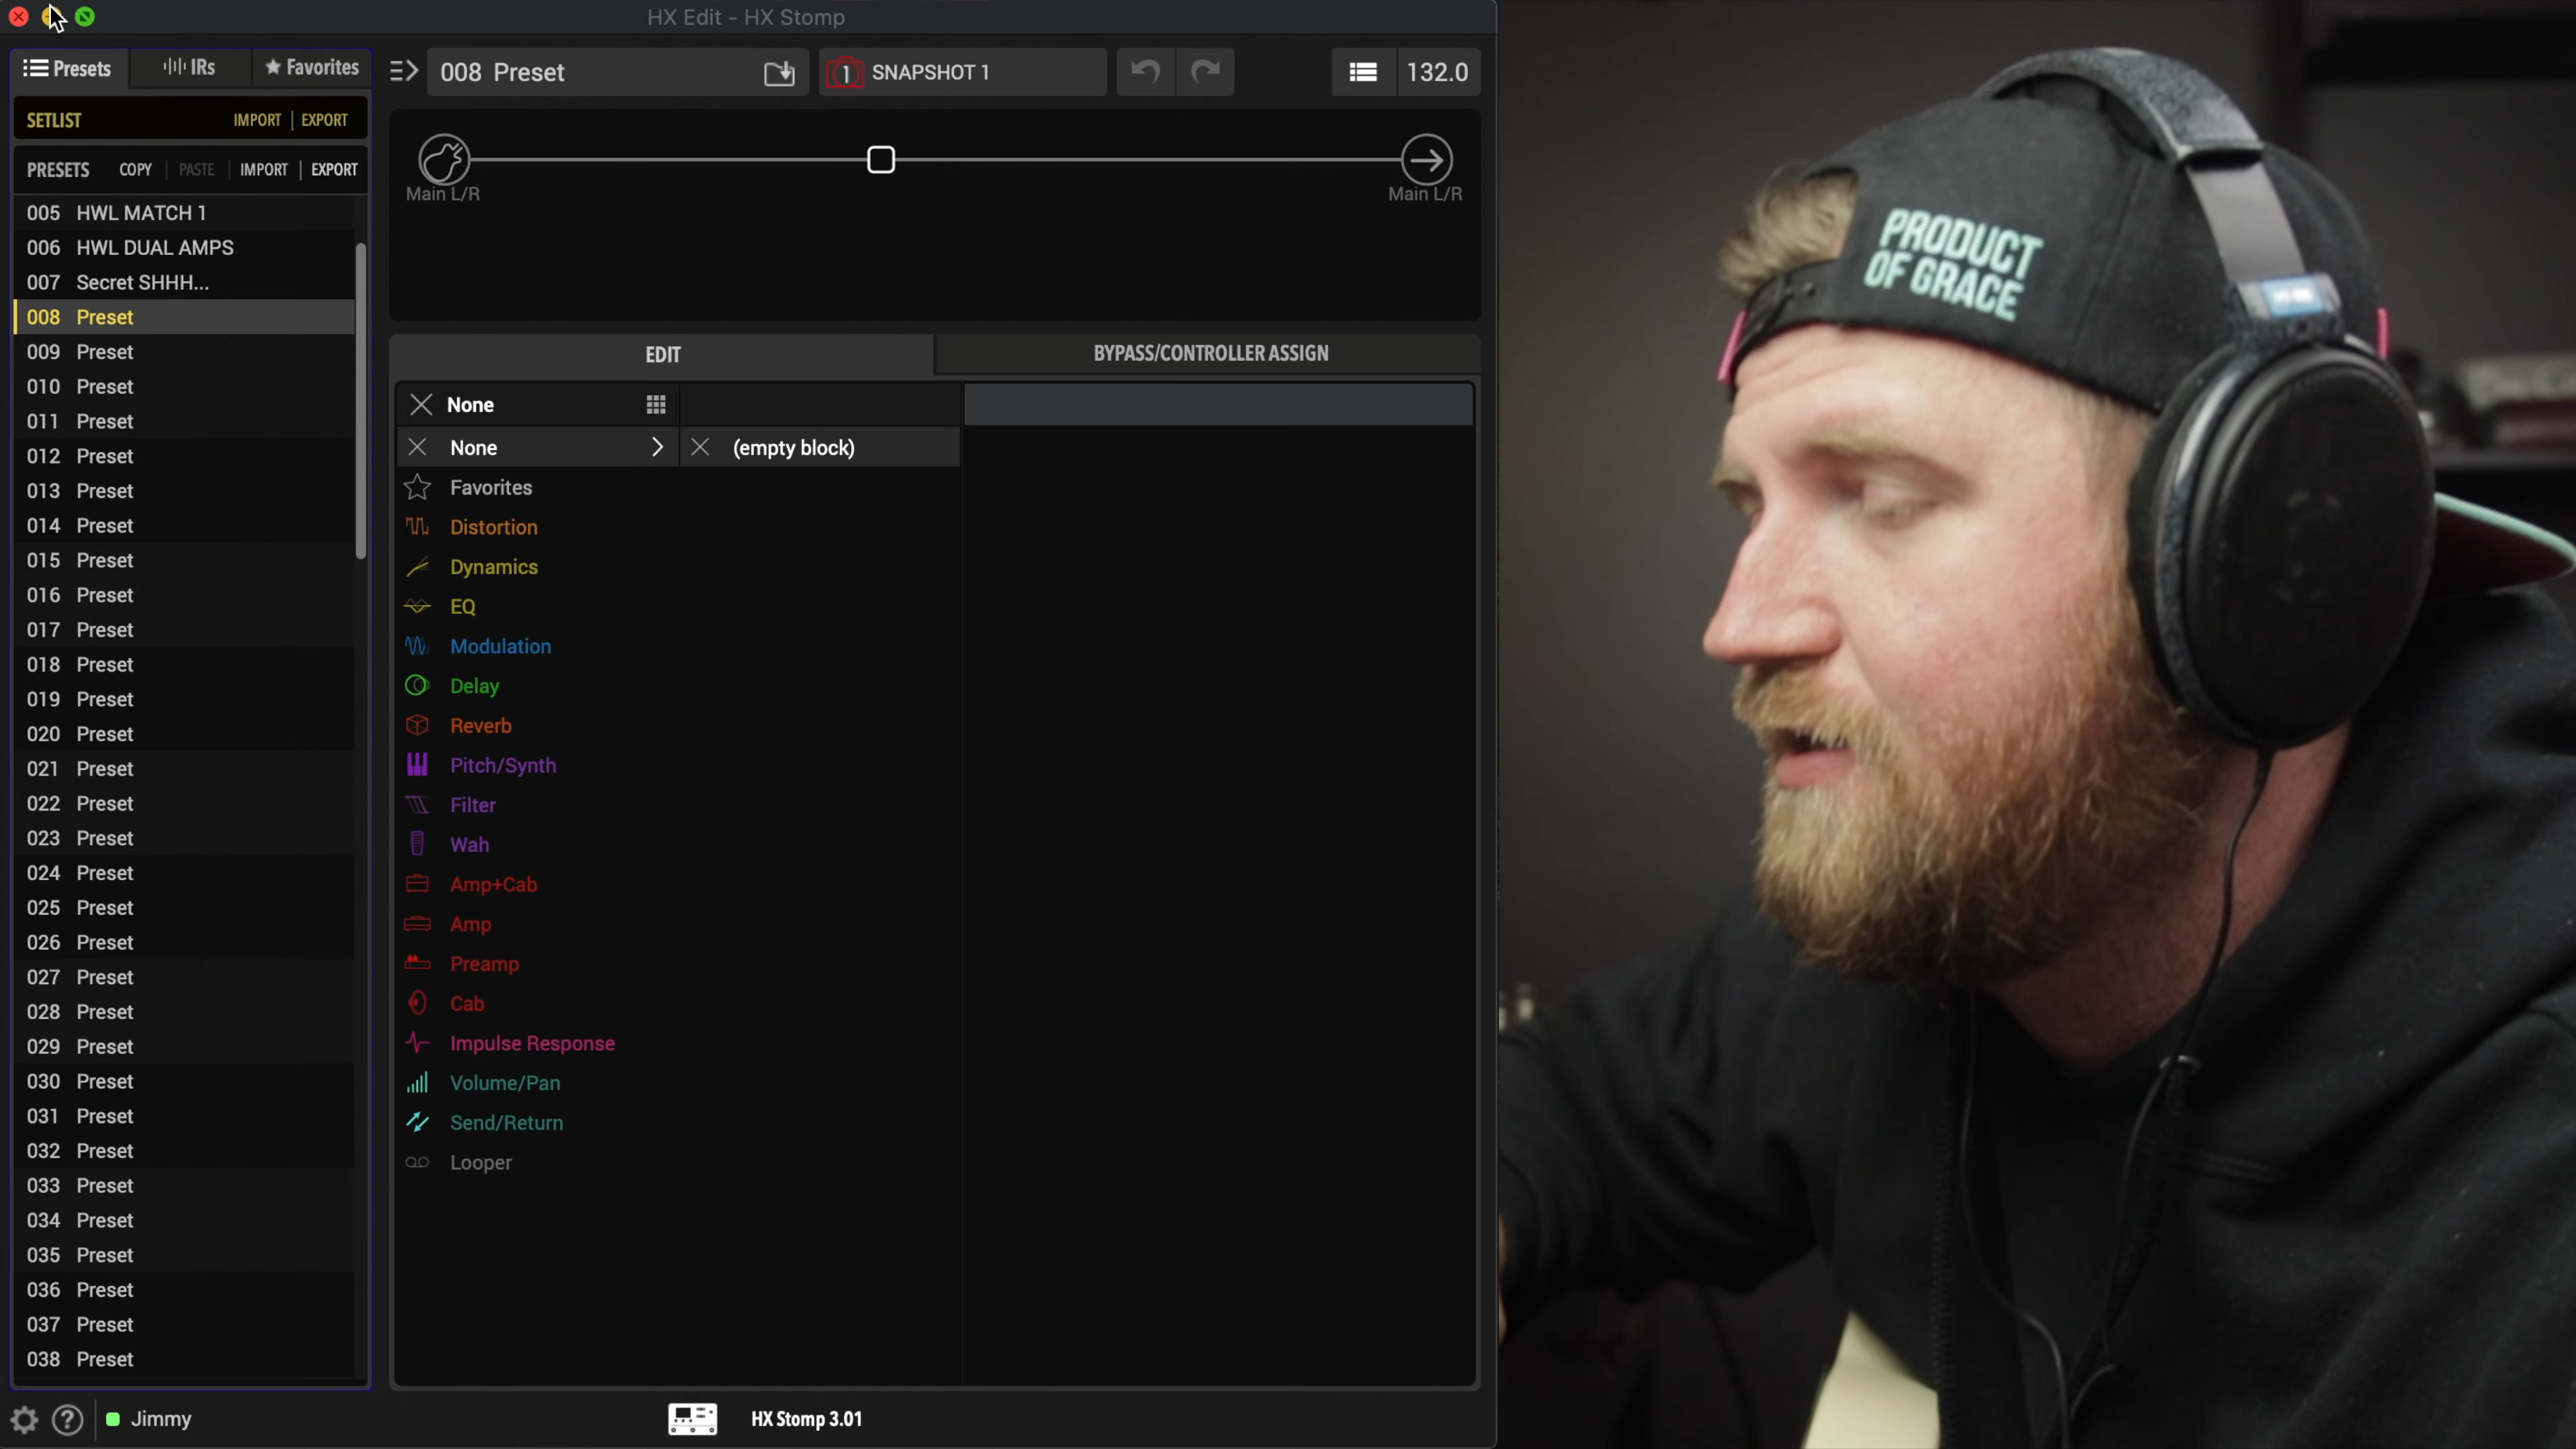 HX Edit - HX Stomp
Presets
IRs
Favorites
008 Preset
1
SNAPSHOT 1
132.0
SETLIST
IMPORT | EXPORT
PRESETS
COPY | PASTE | IMPORT | EXPORT
Main L/R
Main L/R
005 HWL MATCH 1
006 HWL DUAL AMPS
007 Secret SHHH...
008 Preset
009 Preset
010 Preset
011 Preset
012 Preset
013 Preset
014 Preset
015 Preset
016 Preset
017 Preset
018 Preset
019 Preset
020 Preset
021 Preset
022 Preset
023 Preset
024 Preset
025 Preset
026 Preset
027 Preset
028 Preset
029 Preset
030 Preset
031 Preset
032 Preset
033 Preset
034 Preset
035 Preset
036 Preset
037 Preset
038 Preset
EDIT
BYPASS/CONTROLLER ASSIGN
None
None
(empty block)
Favorites
Distortion
Dynamics
EQ
Modulation
Delay
Reverb
Pitch/Synth
Filter
Wah
Amp+Cab
Amp
Preamp
Cab
Impulse Response
Volume/Pan
Send/Return
Looper
Jimmy
HX Stomp 3.01
PRODUCT
OF GRACE